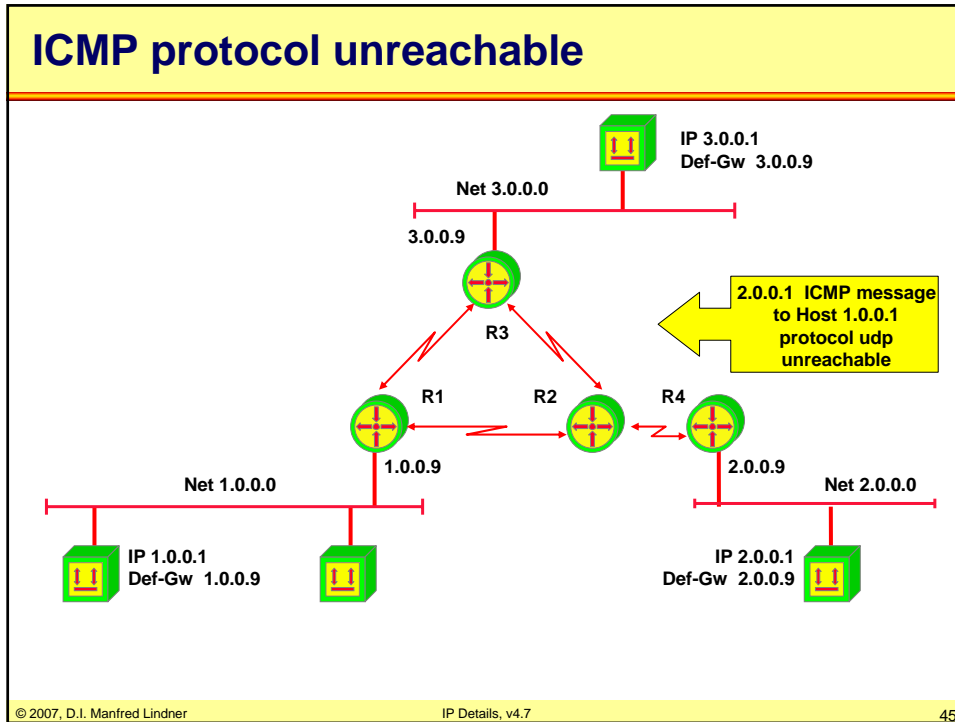 ICMP protocol unreachable
IP 3.0.0.1
Def-Gw 3.0.0.9
Net 3.0.0.0
3.0.0.9
R3
2.0.0.1 ICMP message
to Host 1.0.0.1
protocol udp
unreachable
R1
R2
R4
1.0.0.9
2.0.0.9
Net 1.0.0.0
Net 2.0.0.0
IP 1.0.0.1
Def-Gw 1.0.0.9
IP 2.0.0.1
Def-Gw 2.0.0.9
© 2007, D.I. Manfred Lindner
IP Details, v4.7
45